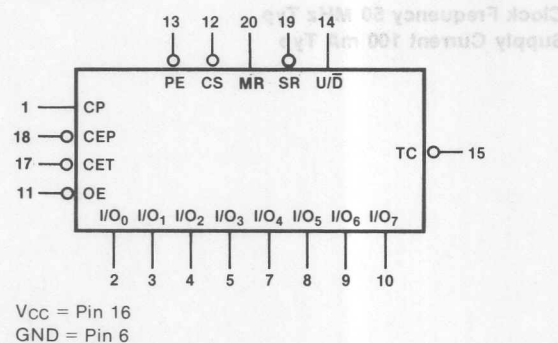 Clock Frequency 50 MHz Typ
Supply Current 100 mA Typ
13 12 20 19 14
PE CS MR SR U/D̅
1 CP
18 CEP
17 CET
11 OE
TC 15
I/O₀ I/O₁ I/O₂ I/O₃ I/O₄ I/O₅ I/O₆ I/O₇
2 3 4 5 7 8 9 10
VCC = Pin 16
GND = Pin 6